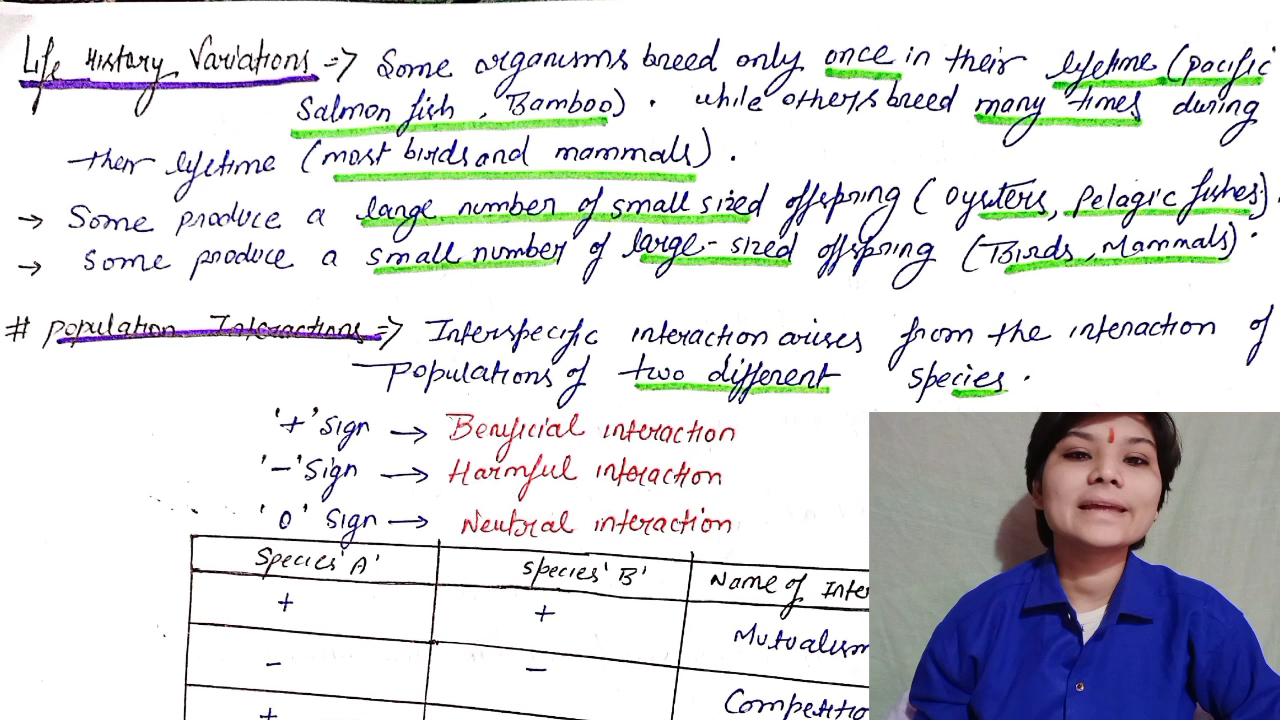 Life History Variations => Some organisms breed only once in their lifetime (pacific
Salmon fish, Bamboo). while others breed many times during
their lifetime (most birds and mammals).
→ Some produce a large number of small sized offspring (Oysters, pelagic fishes).
→ Some produce a small number of large-sized offspring (Birds, Mammals).
# Population Interactions => Interspecific interaction arises from the interaction of
populations of two different species.
'+' sign → Beneficial interaction
'-' sign → Harmful interaction
'0' sign → Neutral interaction
Species 'A' Species 'B' Name of Inte
+ + Mutualism
- - Competitio
+